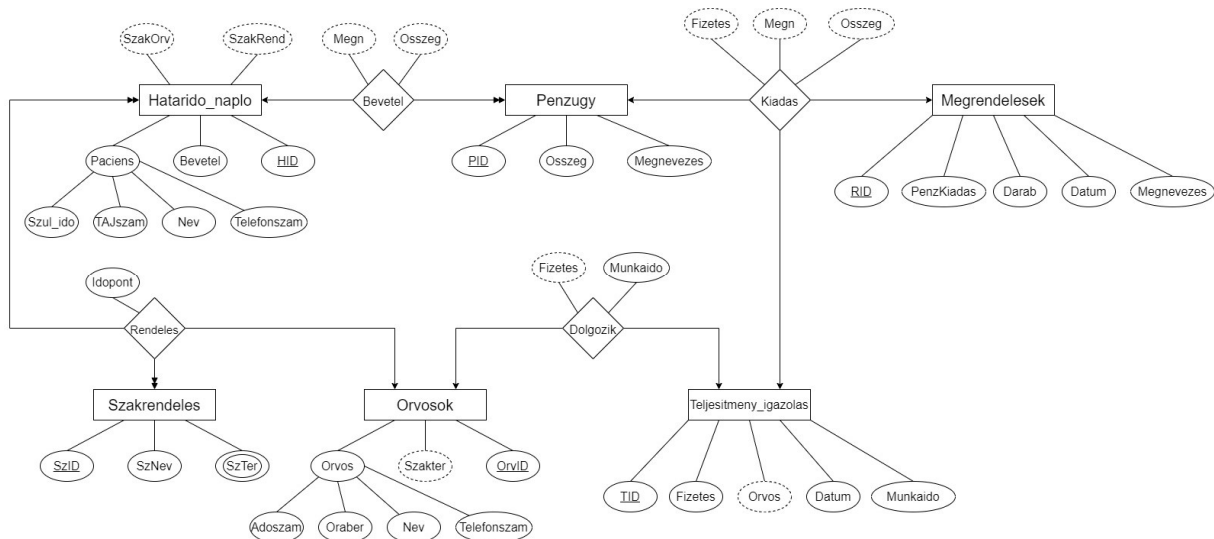 Fizetes
Megn
Osszeg
SzakOrv
SzakRend
Megn
Osszeg
Hatarido_naplo
Bevetel
Penzugy
Kiadas
Megrendelesek
Paciens
Bevetel
HID
PID
Osszeg
Megnevezes
RID
PenzKiadas
Darab
Datum
Megnevezes
Szul_ido
TAJszam
Nev
Telefonszam
Idopont
Fizetes
Munkaido
Rendeles
Dolgozik
Szakrendeles
Orvosok
Teljesitmeny_igazolas
SzID
SzNev
SzTer
Orvos
Szakter
OrvID
TID
Fizetes
Orvos
Datum
Munkaido
Adoszam
Oraber
Nev
Telefonszam